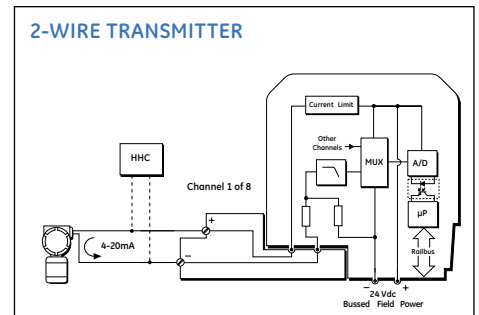 2-WIRE TRANSMITTER
Current Limit
Other
Channels
MUX
A/D
HHC
Channel 1 of 8
µP
+
4-20mA
Railbus
–
– 24 Vdc +
Bussed Field Power